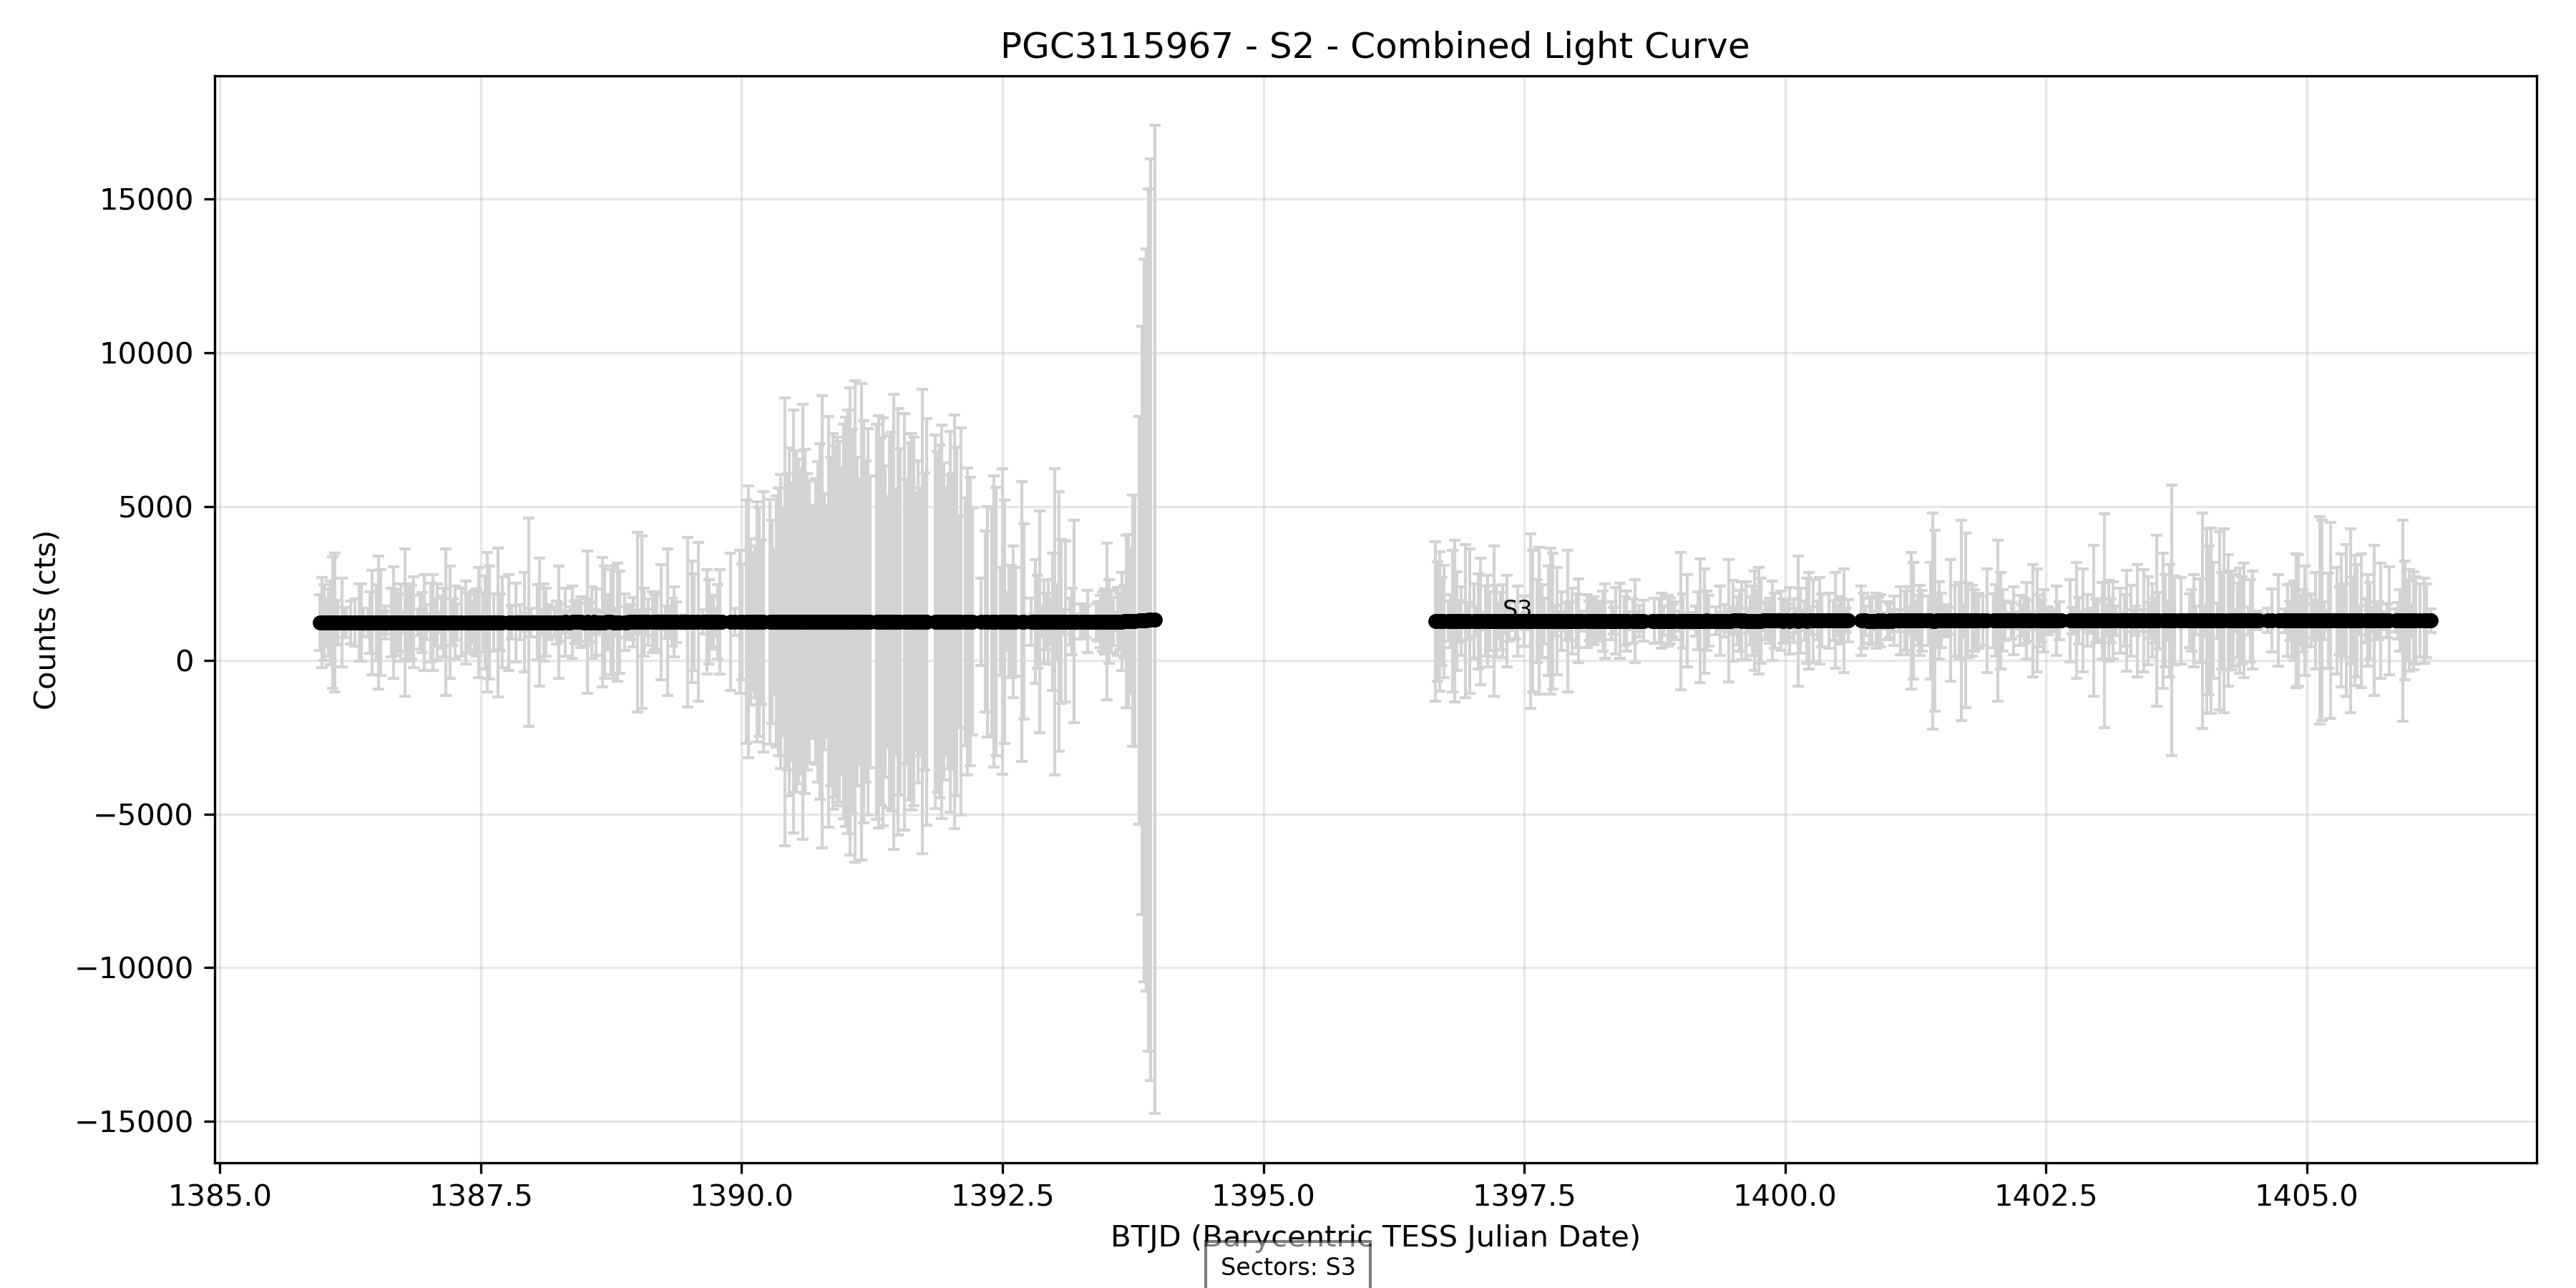 PGC3115967 - S2 - Combined Light Curve
Counts (cts)
15000
10000
5000
0
−5000
−10000
−15000
S3
1385.0 1387.5 1390.0 1392.5 1395.0 1397.5 1400.0 1402.5 1405.0
BTJD (Barycentric TESS Julian Date)
Sectors: S3